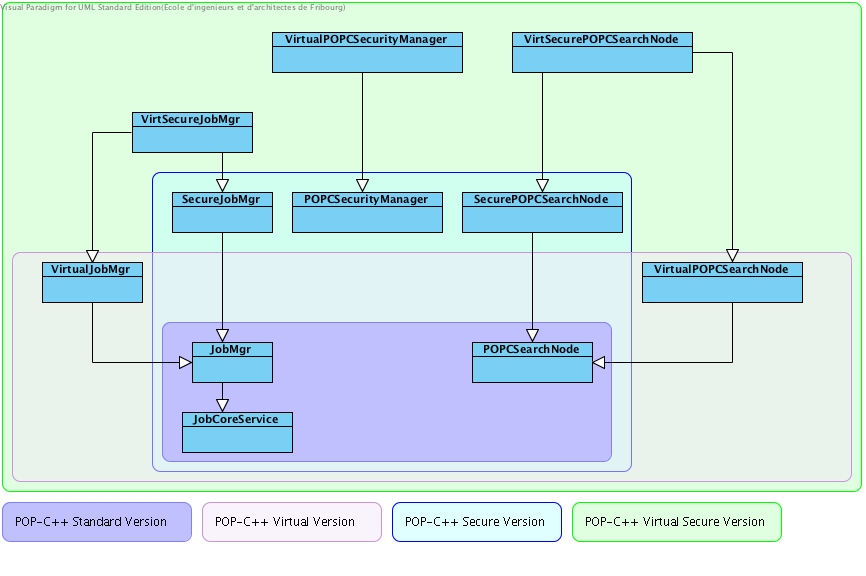 Visual Paradigm for UML Standard Edition(Ecole d'ingenieurs et d'architectes de Fribourg)
VirtualPOPCSecurityManager
VirtSecurePOPCSearchNode
VirtSecureJobMgr
SecureJobMgr
POPCSecurityManager
SecurePOPCSearchNode
VirtualJobMgr
VirtualPOPCSearchNode
JobMgr
POPCSearchNode
JobCoreService
POP-C++ Standard Version
POP-C++ Virtual Version
POP-C++ Secure Version
POP-C++ Virtual Secure Version